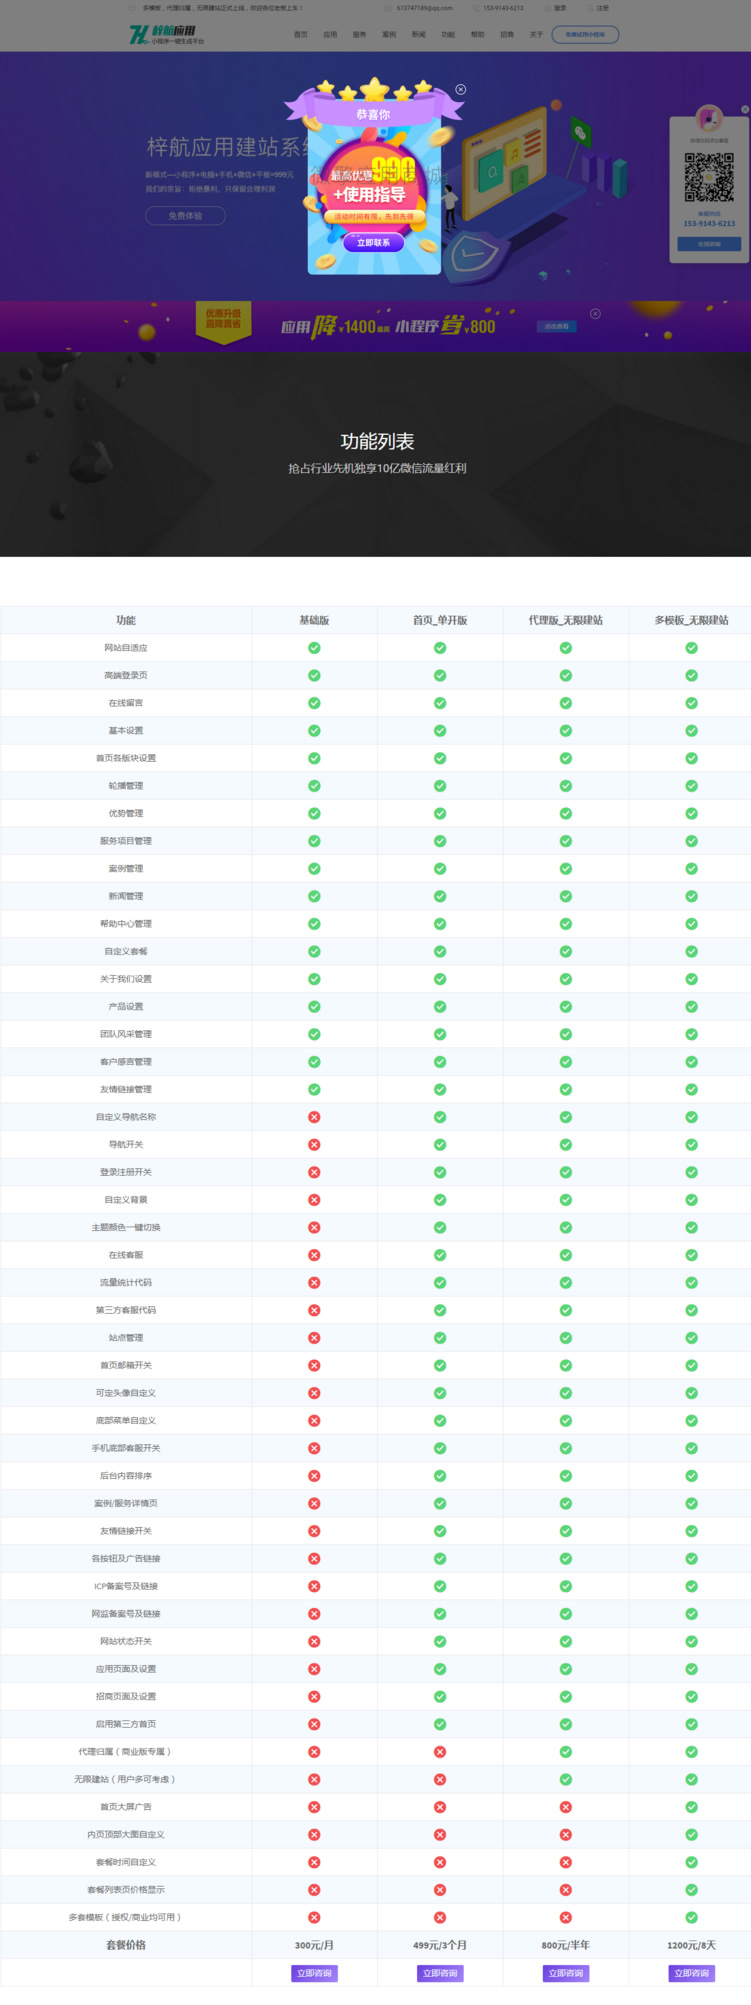 多模板，代理归属，无限建站正式上线，欢迎各位老板上车！ 613747189@qq.com 153-9143-6213 登录 注册
梓航应用
小程序一键生成平台
首页 应用 服务 案例 新闻 功能 帮助 招商 关于 免费试用小程序
恭喜你
梓航应用建站系统
新模式—小程序+电脑+手机+微信+平板=999元
我们的宗旨：拒绝暴利，只保留合理利润
免费体验
最高优惠999
+使用指导
活动时间有限，先到先得
立即联系
客服热线
153-9143-6213
在线咨询
优惠升级
直降真省
应用降¥1400最高 小程序省¥800
点击查看
功能列表
抢占行业先机独享10亿微信流量红利
功能 基础版 首页_单开版 代理版_无限建站 多模板_无限建站
网站自适应
高端登录页
在线留言
基本设置
首页各版块设置
轮播管理
优势管理
服务项目管理
案例管理
新闻管理
帮助中心管理
自定义套餐
关于我们设置
产品设置
团队风采管理
客户感言管理
友情链接管理
自定义导航名称
导航开关
登录注册开关
自定义背景
主题颜色一键切换
在线客服
流量统计代码
第三方客服代码
站点管理
首页邮箱开关
可定头像自定义
底部菜单自定义
手机底部客服开关
后台内容排序
案例/服务详情页
友情链接开关
各按钮及广告链接
ICP备案号及链接
网监备案号及链接
网站状态开关
应用页面及设置
招商页面及设置
启用第三方首页
代理归属（商业版专属）
无限建站（用户多可考虑）
首页大屏广告
内页顶部大图自定义
套餐时间自定义
套餐列表页价格显示
多套模板（授权/商业均可用）
套餐价格 300元/月 499元/3个月 800元/半年 1200元/8天
立即咨询 立即咨询 立即咨询 立即咨询